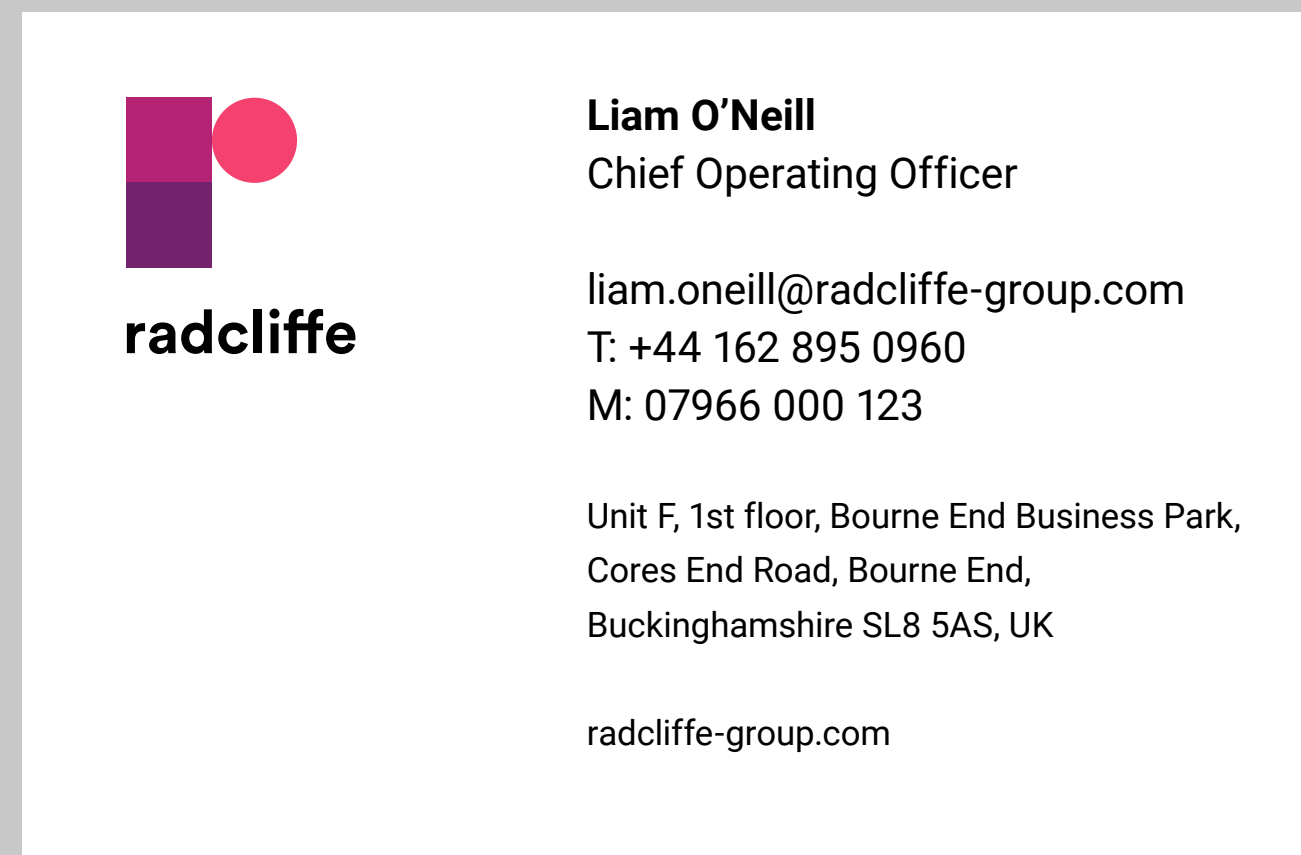 radcliffe
Liam O’Neill
Chief Operating Officer
liam.oneill@radcliffe-group.com
T: +44 162 895 0960
M: 07966 000 123
Unit F, 1st floor, Bourne End Business Park,
Cores End Road, Bourne End,
Buckinghamshire SL8 5AS, UK
radcliffe-group.com